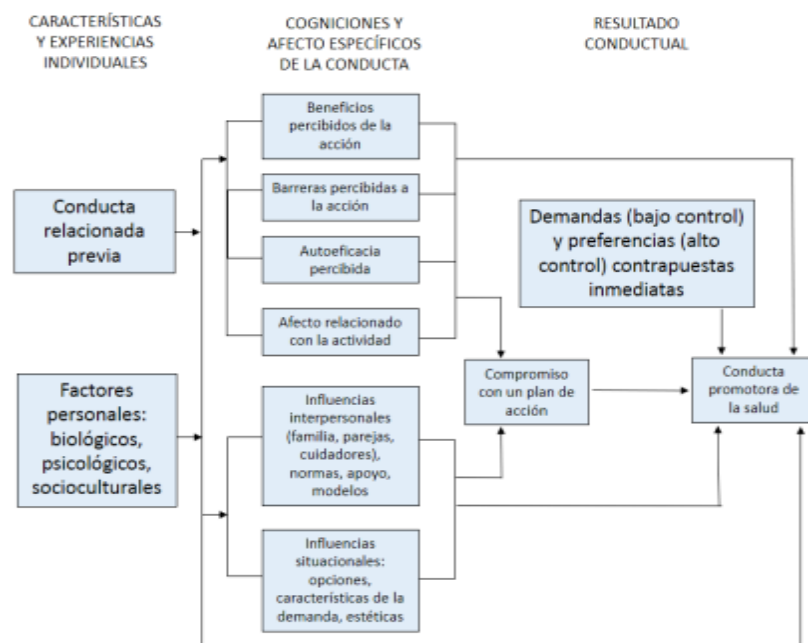 CARACTERÍSTICAS
Y EXPERIENCIAS
INDIVIDUALES
COGNICIONES Y
AFECTO ESPECÍFICOS
DE LA CONDUCTA
RESULTADO
CONDUCTUAL
Beneficios
percibidos de la
acción
Barreras percibidas a
la acción
Autoeficacia
percibida
Afecto relacionado
con la actividad
Conducta
relacionada
previa
Factores
personales:
biológicos,
psicológicos,
socioculturales
Influencias
interpersonales
(familia, parejas,
cuidadores),
normas, apoyo,
modelos
Influencias
situacionales:
opciones,
características de la
demanda, estéticas
Demandas (bajo control)
y preferencias (alto
control) contrapuestas
inmediatas
Compromiso
con un plan de
acción
Conducta
promotora de
la salud